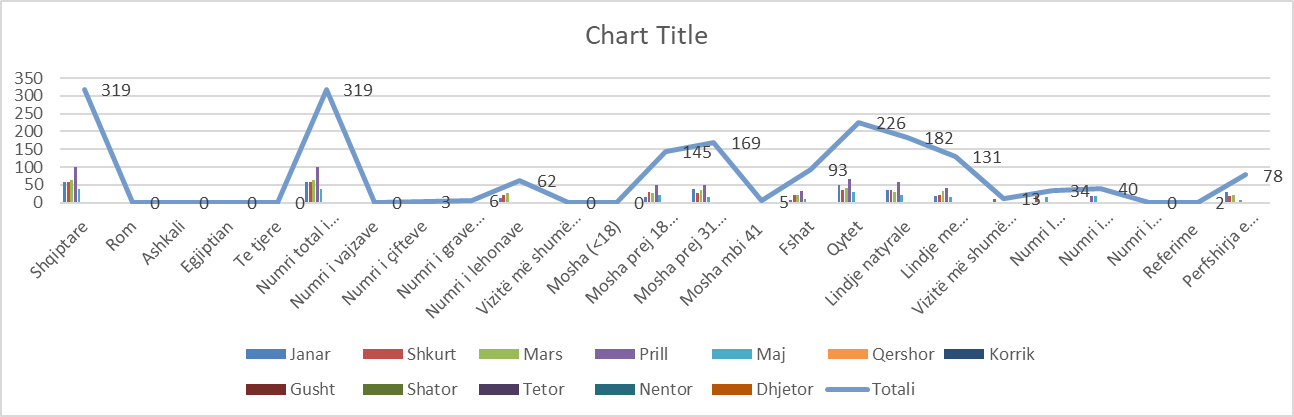 Chart Title
350
300
250
200
150
100
50
0
319
0
0
0
0
319
0
3
6
62
0
0
145
169
5
93
226
182
131
13
34
40
0
2
78
Shqiptare
Rom
Ashkali
Egjiptian
Te tjere
Numri total i...
Numri i vajzave
Numri i çifteve
Numri i grave...
Numri i lehonave
Vizitë më shumë...
Mosha (<18)
Mosha prej 18...
Mosha prej 31...
Mosha mbi 41
Fshat
Qytet
Lindje natyrale
Lindje me...
Vizitë më shumë...
Numri I...
Numri I...
Numri I...
Referime
Perfshirja e...
Janar Shkurt Mars Prill Maj Qershor Korrik
Gusht Shator Tetor Nentor Dhjetor Totali